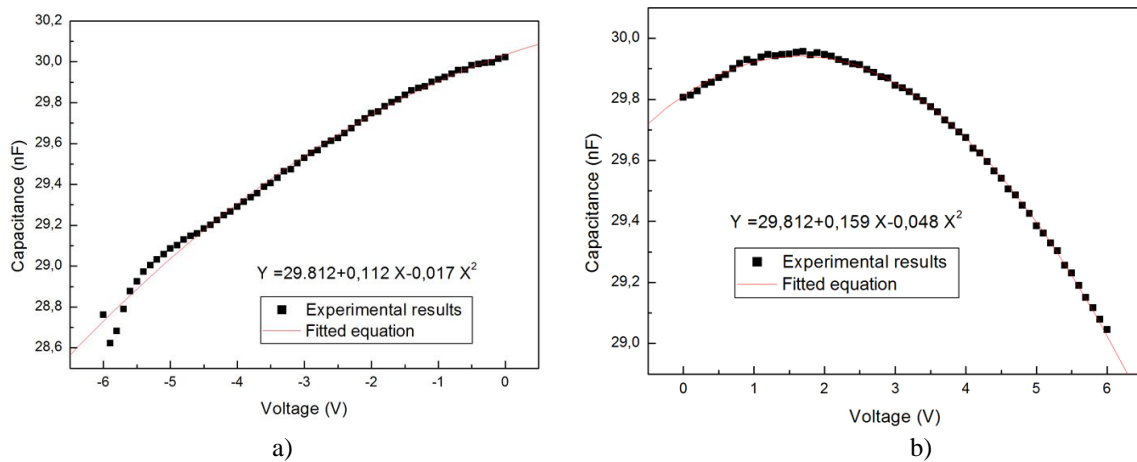 30,2
30,0
29,8
29,6
29,4
29,2
29,0
28,8
28,6
Capacitance (nF)
Y =29.812+0,112 X-0,017 X²
Experimental results
Fitted equation
-6 -5 -4 -3 -2 -1 0
Voltage (V)
a)
30,0
29,8
29,6
29,4
29,2
29,0
Capacitance (nF)
Y =29,812+0,159 X-0,048 X²
Experimental results
Fitted equation
0 1 2 3 4 5 6
Voltage (V)
b)